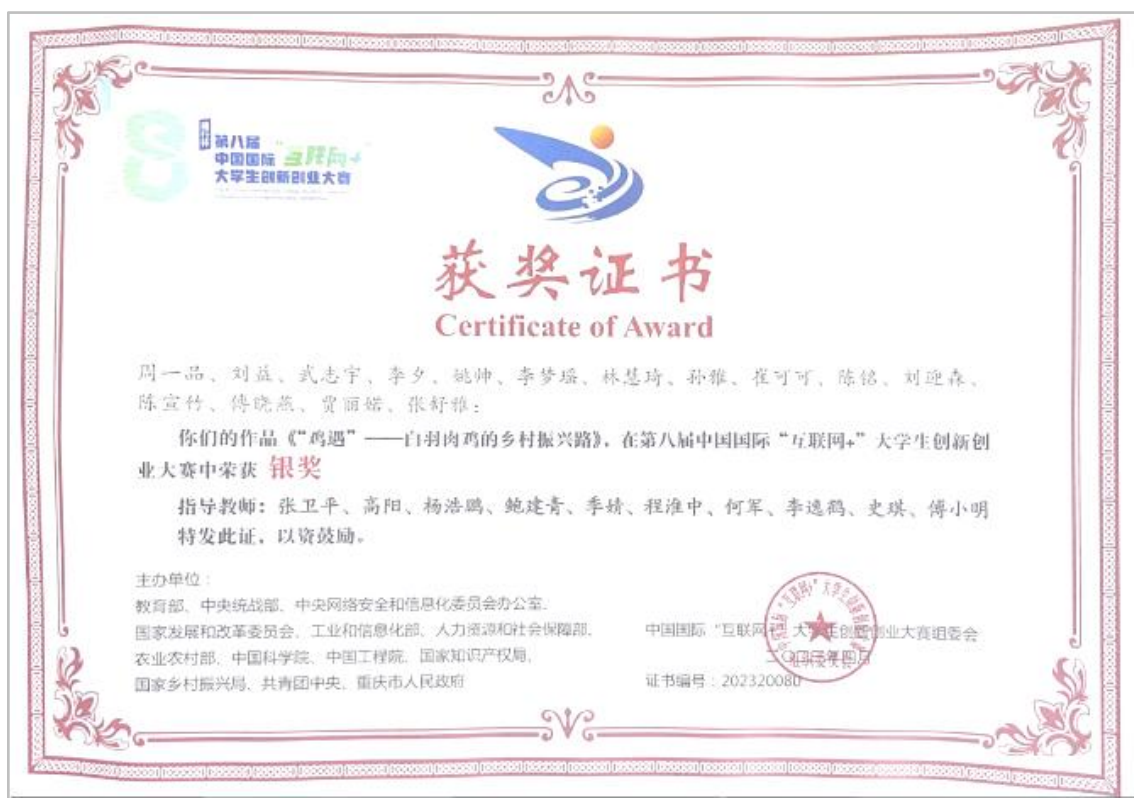 第八届
中国国际“互联网+”
大学生创新创业大赛
获奖证书
Certificate of Award
周一品、刘益、武志宇、李夕、姚帅、李梦瑶、林慧琦、孙雅、崔可可、陈铭、刘迎森、
陈宣竹、傅晓燕、贾丽婼、张舒雅：
你们的作品《“鸡遇”——白羽肉鸡的乡村振兴路》，在第八届中国国际“互联网+”大学生创新创
业大赛中荣获 银奖
指导教师：张卫平、高阳、杨浩鹏、鲍建青、季婧、程淮中、何军、李逸鹤、史琪、傅小明
特发此证，以资鼓励。
主办单位：
教育部、中央统战部、中央网络安全和信息化委员会办公室、
国家发展和改革委员会、工业和信息化部、人力资源和社会保障部、
农业农村部、中国科学院、中国工程院、国家知识产权局、
国家乡村振兴局、共青团中央、重庆市人民政府
中国国际“互联网+”大学生创新创业大赛组委会
二〇二三年四月
证书编号：202320080